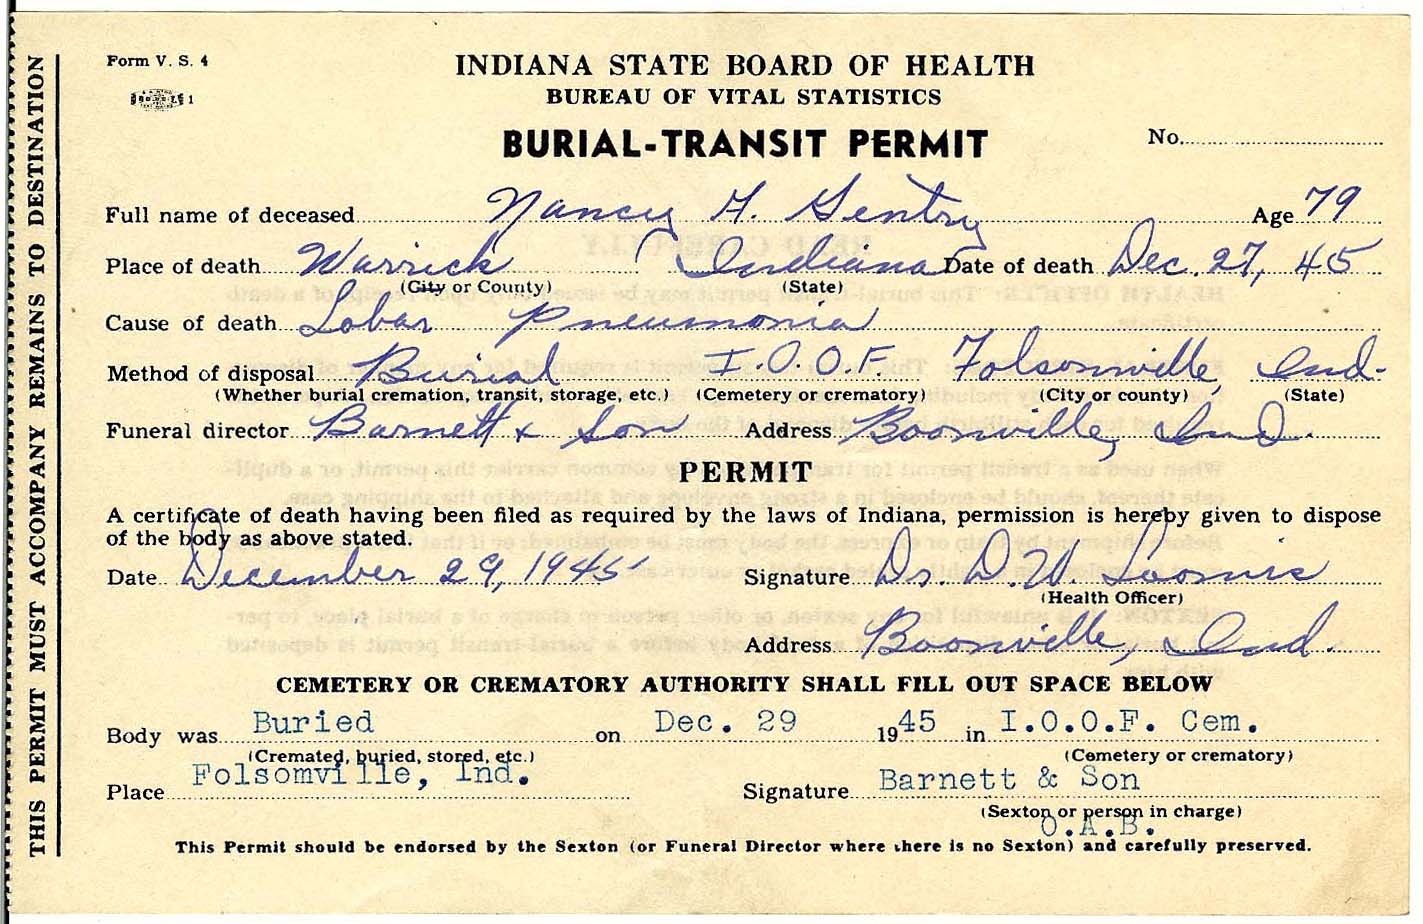 Form V. S. 4
1
INDIANA STATE BOARD OF HEALTH
BUREAU OF VITAL STATISTICS
BURIAL-TRANSIT PERMIT
No.
Full name of deceased Nancy A. Gentry Age 79
Place of death Warrick Indiana Date of death Dec. 27, 45
(City or County) (State)
Cause of death Lobar Pneumonia
Method of disposal Burial I.O.O.F. Folsomville, Ind.
(Whether burial cremation, transit, storage, etc.) (Cemetery or crematory) (City or county) (State)
Funeral director Barnett & Son Address Boonville, Ind.
PERMIT
A certificate of death having been filed as required by the laws of Indiana, permission is hereby given to dispose
of the body as above stated.
Date December 29, 1945 Signature Dr. D.W. Loomis
(Health Officer)
Address Boonville, Ind.
CEMETERY OR CREMATORY AUTHORITY SHALL FILL OUT SPACE BELOW
Body was Buried on Dec. 29 1945 in I.O.O.F. Cem.
(Cremated, buried, stored, etc.) (Cemetery or crematory)
Place Folsomville, Ind. Signature Barnett & Son
(Sexton or person in charge)
O.A.B.
This Permit should be endorsed by the Sexton (or Funeral Director where there is no Sexton) and carefully preserved.
THIS PERMIT MUST ACCOMPANY REMAINS TO DESTINATION